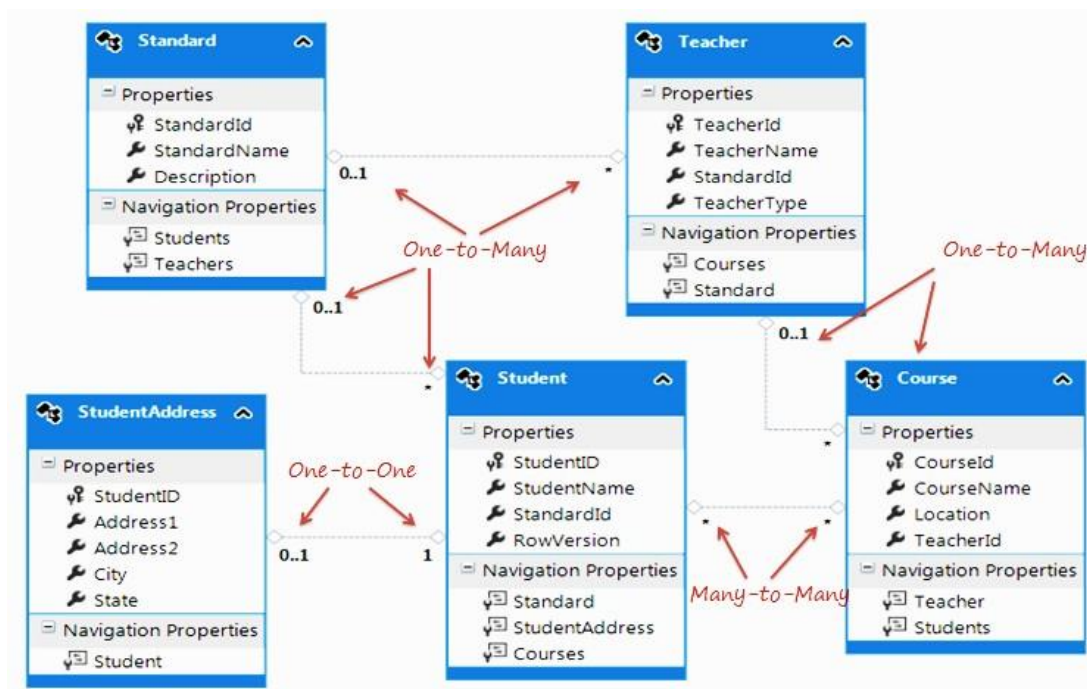 Standard
Properties
StandardId
StandardName
Description
Navigation Properties
Students
Teachers
Teacher
Properties
TeacherId
TeacherName
StandardId
TeacherType
Navigation Properties
Courses
Standard
0..1
*
One-to-Many
One-to-Many
0..1
*
0..1
*
StudentAddress
Properties
StudentID
Address1
Address2
City
State
Navigation Properties
Student
One-to-One
0..1
1
Student
Properties
StudentID
StudentName
StandardId
RowVersion
Navigation Properties
Standard
StudentAddress
Courses
*
*
Many-to-Many
Course
Properties
CourseId
CourseName
Location
TeacherId
Navigation Properties
Teacher
Students